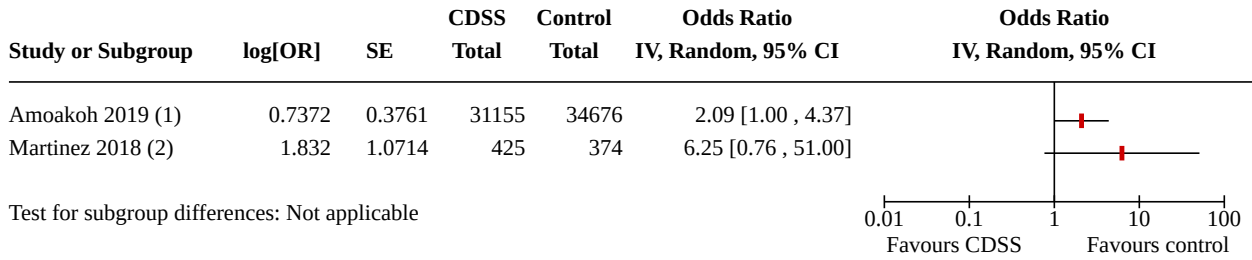 CDSS Control Odds Ratio Odds Ratio
Study or Subgroup log[OR] SE Total Total IV, Random, 95% CI IV, Random, 95% CI
Amoakoh 2019 (1) 0.7372 0.3761 31155 34676 2.09 [1.00 , 4.37]
Martinez 2018 (2) 1.832 1.0714 425 374 6.25 [0.76 , 51.00]
Test for subgroup differences: Not applicable
0.01 0.1 1 10 100
Favours CDSS Favours control